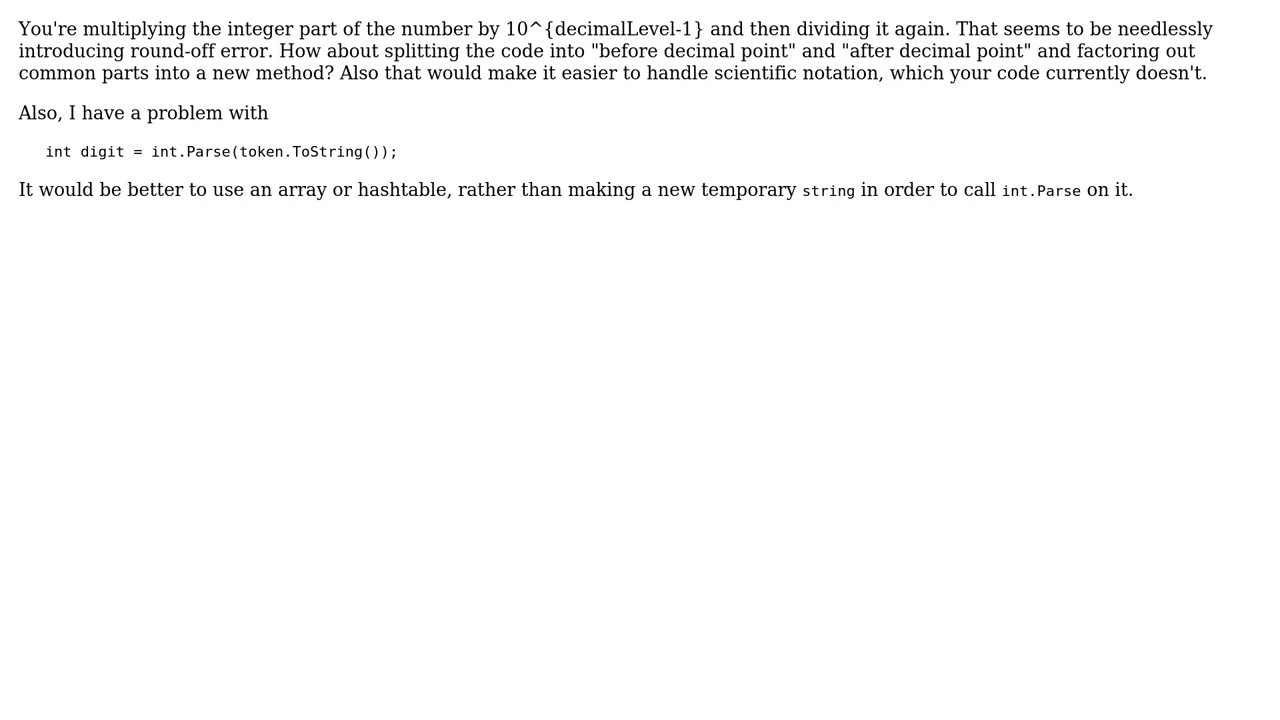 You're multiplying the integer part of the number by 10^{decimalLevel-1} and then dividing it again. That seems to be needlessly
introducing round-off error. How about splitting the code into "before decimal point" and "after decimal point" and factoring out
common parts into a new method? Also that would make it easier to handle scientific notation, which your code currently doesn't.
Also, I have a problem with
int digit = int.Parse(token.ToString());
It would be better to use an array or hashtable, rather than making a new temporary string in order to call int.Parse on it.